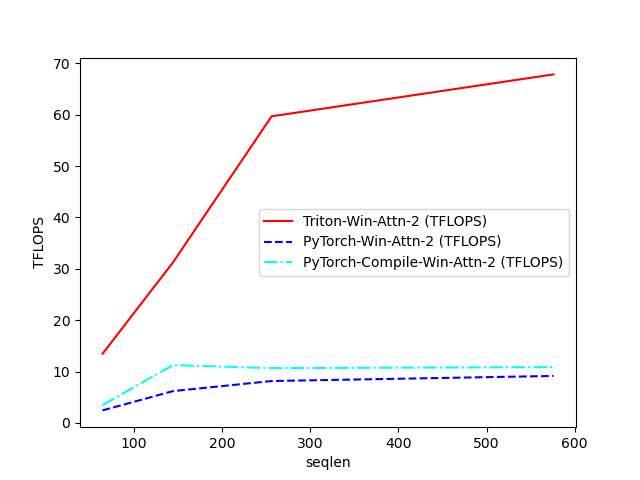 70
60
50
40
30
20
10
0
TFLOPS
Triton-Win-Attn-2 (TFLOPS)
PyTorch-Win-Attn-2 (TFLOPS)
PyTorch-Compile-Win-Attn-2 (TFLOPS)
100 200 300 400 500 600
seqlen